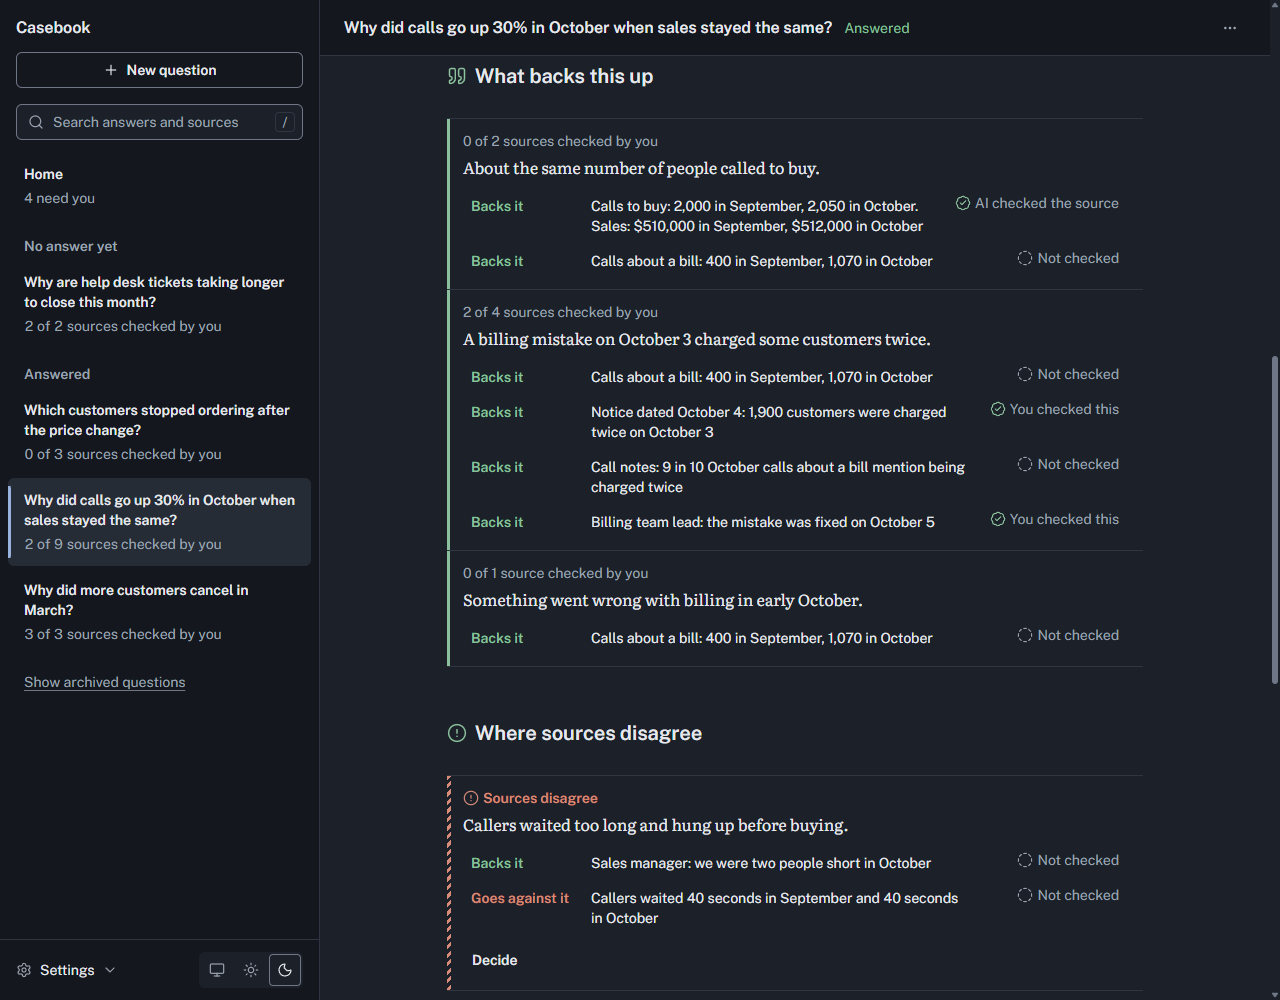 Casebook
New question
Search answers and sources
/
Home
4 need you
No answer yet
Why are help desk tickets taking longer
to close this month?
2 of 2 sources checked by you
Answered
Which customers stopped ordering after
the price change?
0 of 3 sources checked by you
Why did calls go up 30% in October when
sales stayed the same?
2 of 9 sources checked by you
Why did more customers cancel in
March?
3 of 3 sources checked by you
Show archived questions
Settings
Why did calls go up 30% in October when sales stayed the same?
Answered
What backs this up
0 of 2 sources checked by you
About the same number of people called to buy.
Backs it
Calls to buy: 2,000 in September, 2,050 in October.
Sales: $510,000 in September, $512,000 in October
AI checked the source
Backs it
Calls about a bill: 400 in September, 1,070 in October
Not checked
2 of 4 sources checked by you
A billing mistake on October 3 charged some customers twice.
Backs it
Calls about a bill: 400 in September, 1,070 in October
Not checked
Backs it
Notice dated October 4: 1,900 customers were charged
twice on October 3
You checked this
Backs it
Call notes: 9 in 10 October calls about a bill mention being
charged twice
Not checked
Backs it
Billing team lead: the mistake was fixed on October 5
You checked this
0 of 1 source checked by you
Something went wrong with billing in early October.
Backs it
Calls about a bill: 400 in September, 1,070 in October
Not checked
Where sources disagree
Sources disagree
Callers waited too long and hung up before buying.
Backs it
Sales manager: we were two people short in October
Not checked
Goes against it
Callers waited 40 seconds in September and 40 seconds
in October
Not checked
Decide